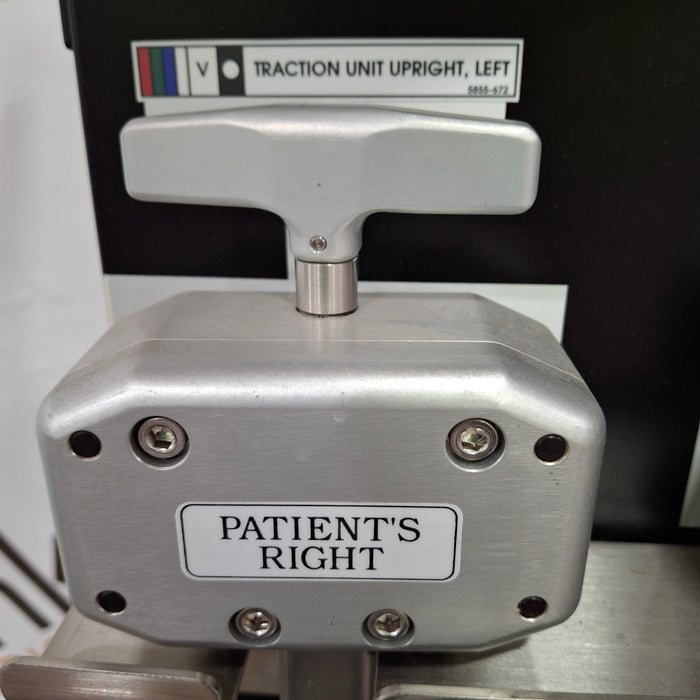 V TRACTION UNIT UPRIGHT, LEFT
5855-672
PATIENT'S
RIGHT